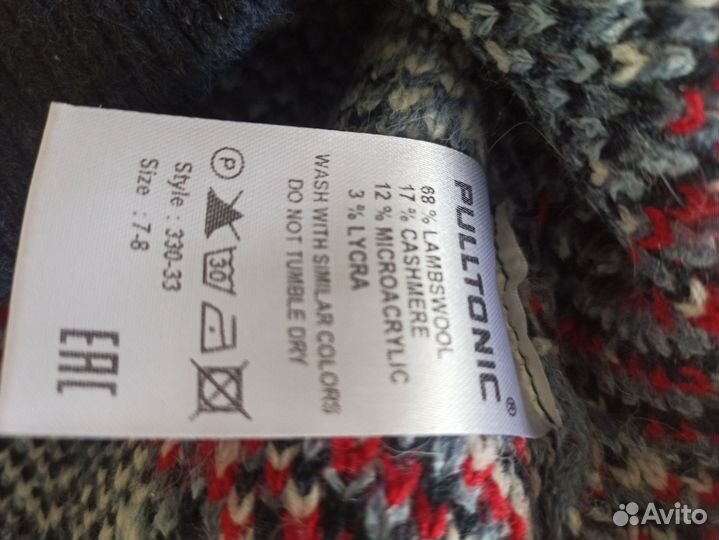 PULLTONIC®
68 % LAMBSWOOL
17 % CASHMERE
12 % MICROACRYLIC
3 % LYCRA
WASH WITH SIMILAR COLORS
DO NOT TUMBLE DRY
P
30
Style : 330-33
Size : 7-8
EAC
Avito